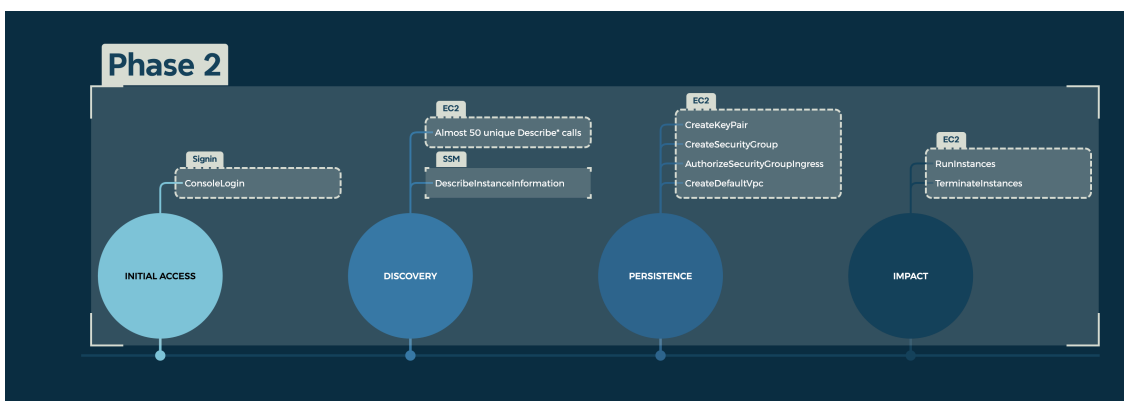 Phase 2
Signin
ConsoleLogin
INITIAL ACCESS
EC2
Almost 50 unique Describe* calls
SSM
DescribeInstanceInformation
DISCOVERY
EC2
CreateKeyPair
CreateSecurityGroup
AuthorizeSecurityGroupIngress
CreateDefaultVpc
PERSISTENCE
EC2
RunInstances
TerminateInstances
IMPACT